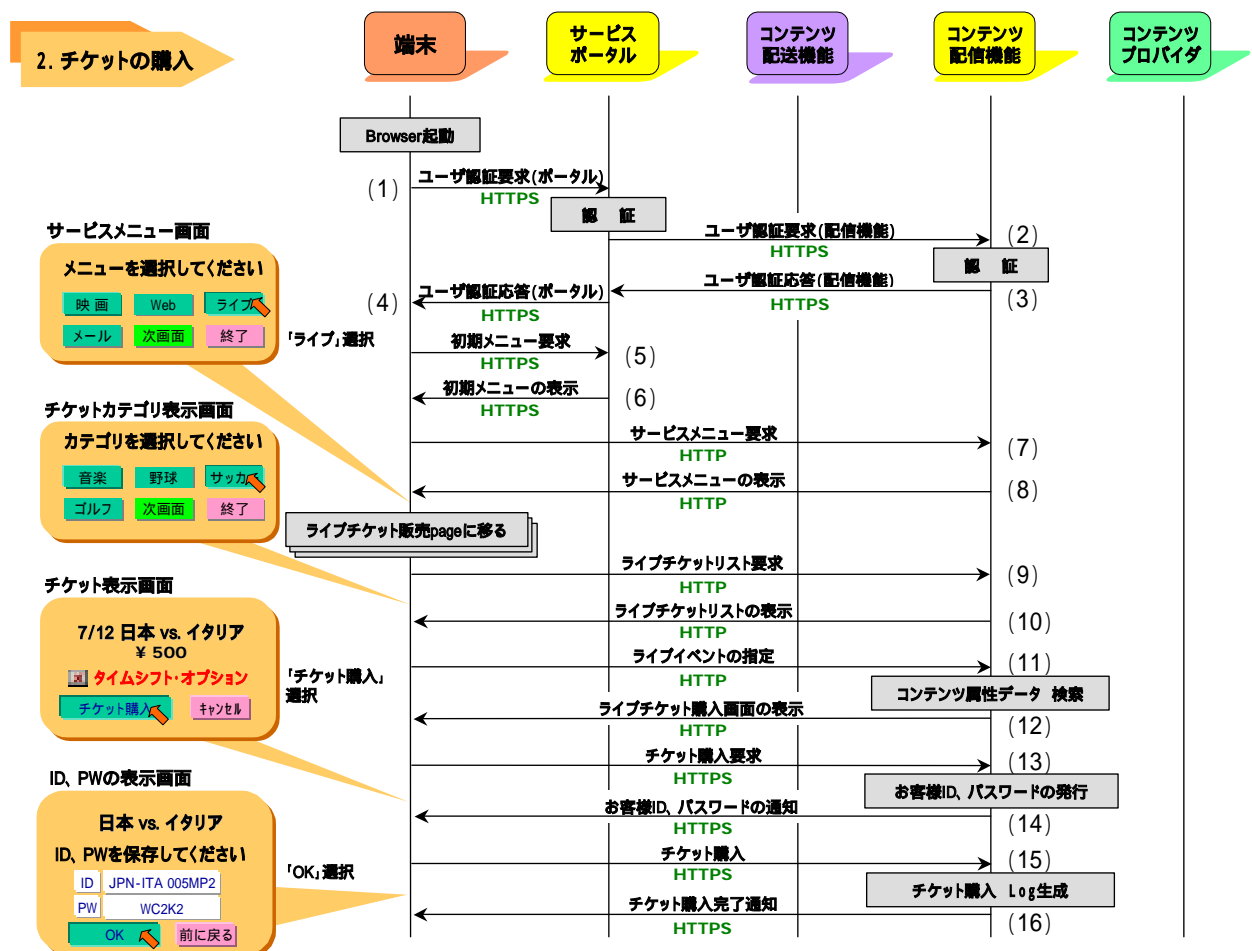 2. チケットの購入
端末
サービス
ポータル
コンテンツ
配送機能
コンテンツ
配信機能
コンテンツ
プロバイダ
Browser起動
(1)
ユーザ認証要求(ポータル)
HTTPS
認 証
ユーザ認証要求(配信機能)
HTTPS
(2)
認 証
ユーザ認証応答(配信機能)
HTTPS
(3)
(4)
ユーザ認証応答(ポータル)
HTTPS
初期メニュー要求
HTTPS
(5)
初期メニューの表示
HTTPS
(6)
サービスメニュー要求
HTTP
(7)
サービスメニューの表示
HTTP
(8)
ライブチケット販売pageに移る
ライブチケットリスト要求
HTTP
(9)
ライブチケットリストの表示
HTTP
(10)
ライブイベントの指定
HTTP
(11)
コンテンツ属性データ 検索
ライブチケット購入画面の表示
HTTP
(12)
チケット購入要求
HTTPS
(13)
お客様ID、パスワードの発行
お客様ID、パスワードの通知
HTTPS
(14)
チケット購入
HTTPS
(15)
チケット購入 Log生成
チケット購入完了通知
HTTPS
(16)
サービスメニュー画面
メニューを選択してください
映 画
Web
ライブ
メール
次画面
終了
「ライブ」選択
チケットカテゴリ表示画面
カテゴリを選択してください
音楽
野球
サッカ
ゴルフ
次画面
終了
チケット表示画面
7/12 日本 vs. イタリア
¥ 500
タイムシフト・オプション
チケット購入
キャンセル
「チケット購入」
選択
ID、PWの表示画面
日本 vs. イタリア
ID、PWを保存してください
ID
JPN-ITA 005MP2
PW
WC2K2
OK
前に戻る
「OK」選択